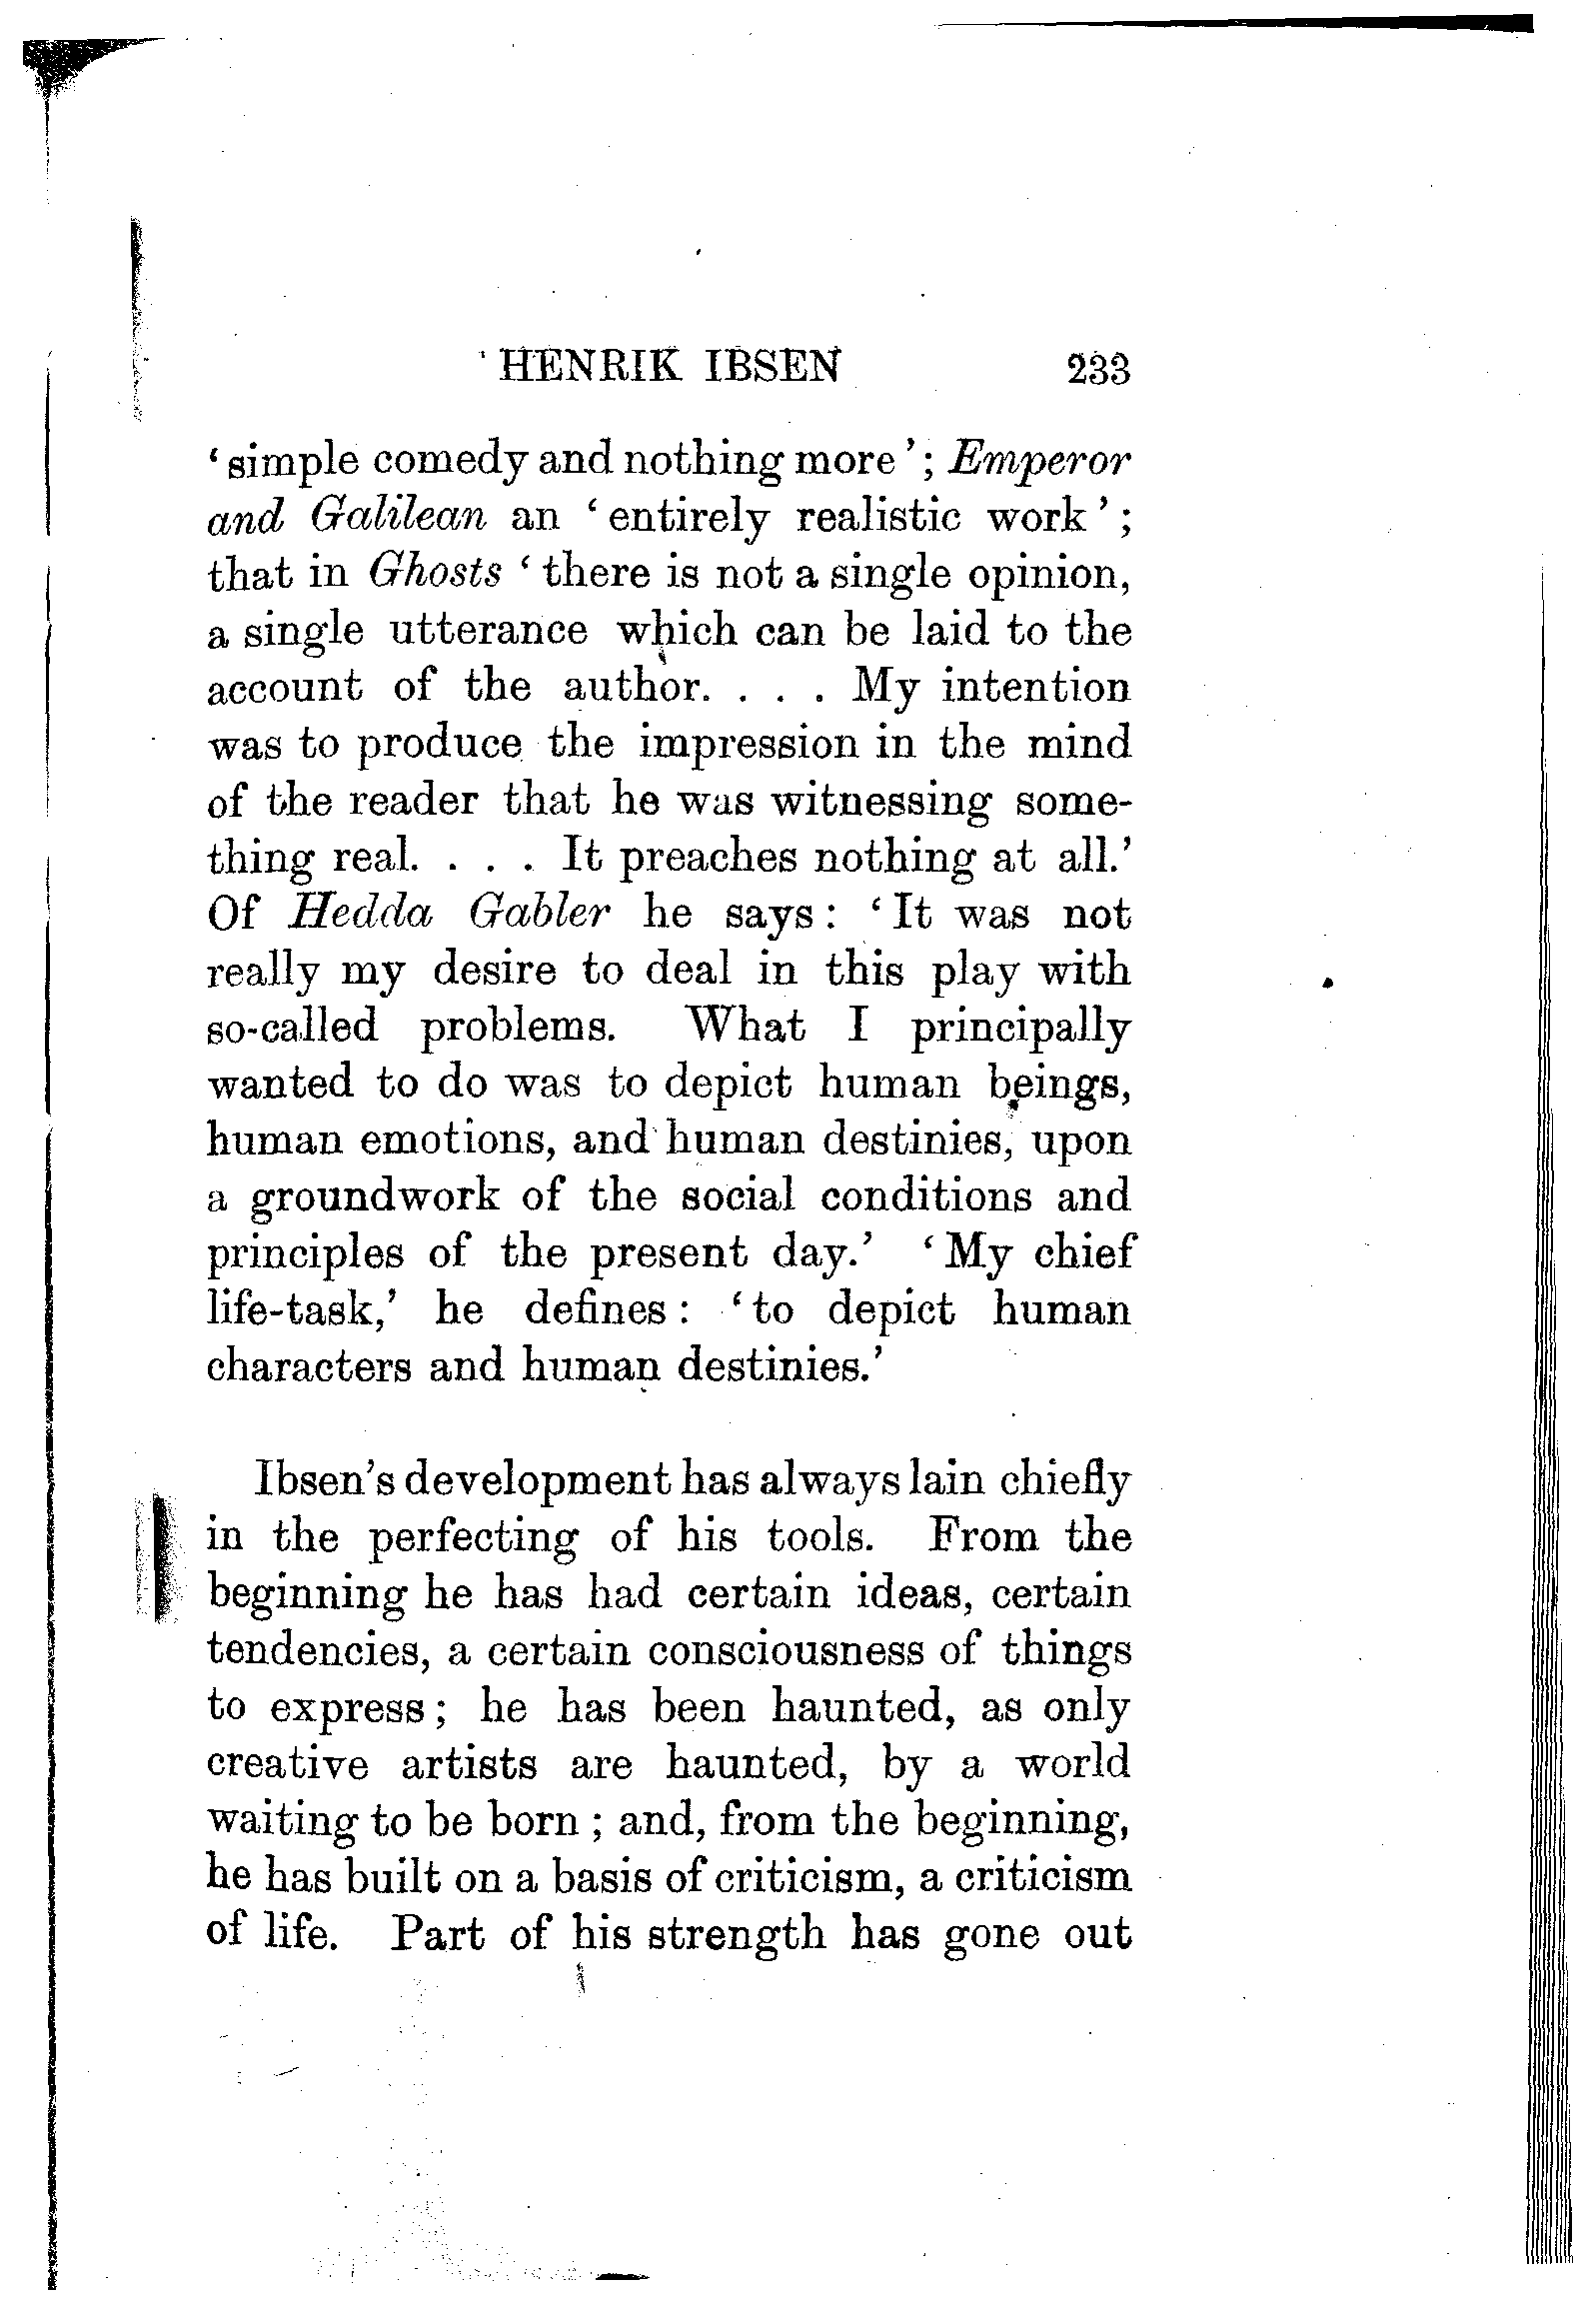 HENRIK IBSEN 233
‘simple comedy and nothing more’; Emperor
and Galilean an ‘entirely realistic work’;
that in Ghosts ‘there is not a single opinion,
a single utterance which can be laid to the
account of the author. . . . My intention
was to produce the impression in the mind
of the reader that he was witnessing some-
thing real. . . . It preaches nothing at all.’
Of Hedda Gabler he says: ‘It was not
really my desire to deal in this play with
so-called problems. What I principally
wanted to do was to depict human beings,
human emotions, and human destinies, upon
a groundwork of the social conditions and
principles of the present day.’ ‘My chief
life-task,’ he defines: ‘to depict human
characters and human destinies.’
Ibsen’s development has always lain chiefly
in the perfecting of his tools. From the
beginning he has had certain ideas, certain
tendencies, a certain consciousness of things
to express; he has been haunted, as only
creative artists are haunted, by a world
waiting to be born; and, from the beginning,
he has built on a basis of criticism, a criticism
of life. Part of his strength has gone out